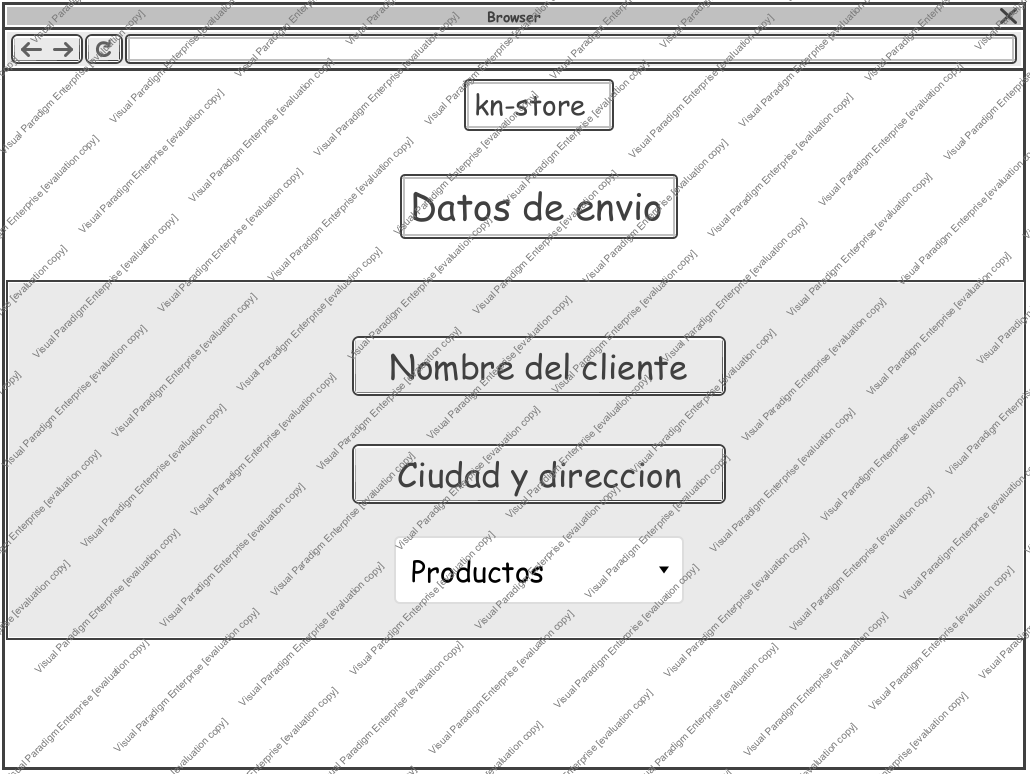 Browser
kn-store
Datos de envio
Nombre del cliente
Ciudad y direccion
Productos
Visual Paradigm Enterprise [evaluation copy]